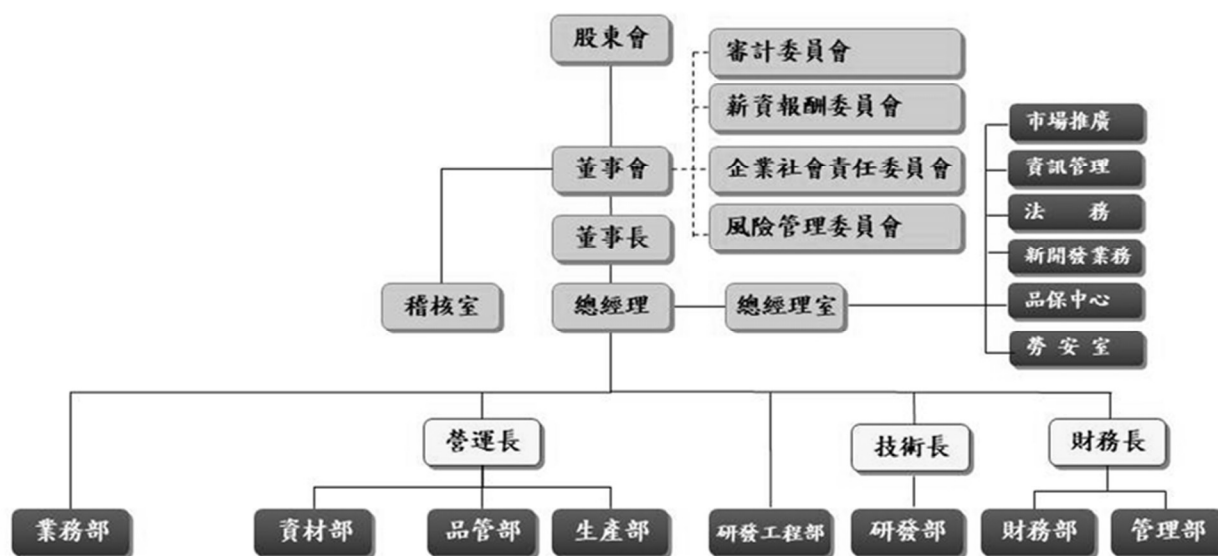 股東會
審計委員會
薪資報酬委員會
市場推廣
董事會
企業社會責任委員會
資訊管理
董事長
風險管理委員會
法　　務
新開發業務
稽核室
總經理
總經理室
品保中心
勞 安 室
營運長
技術長
財務長
業務部
資材部
品管部
生產部
研發工程部
研發部
財務部
管理部